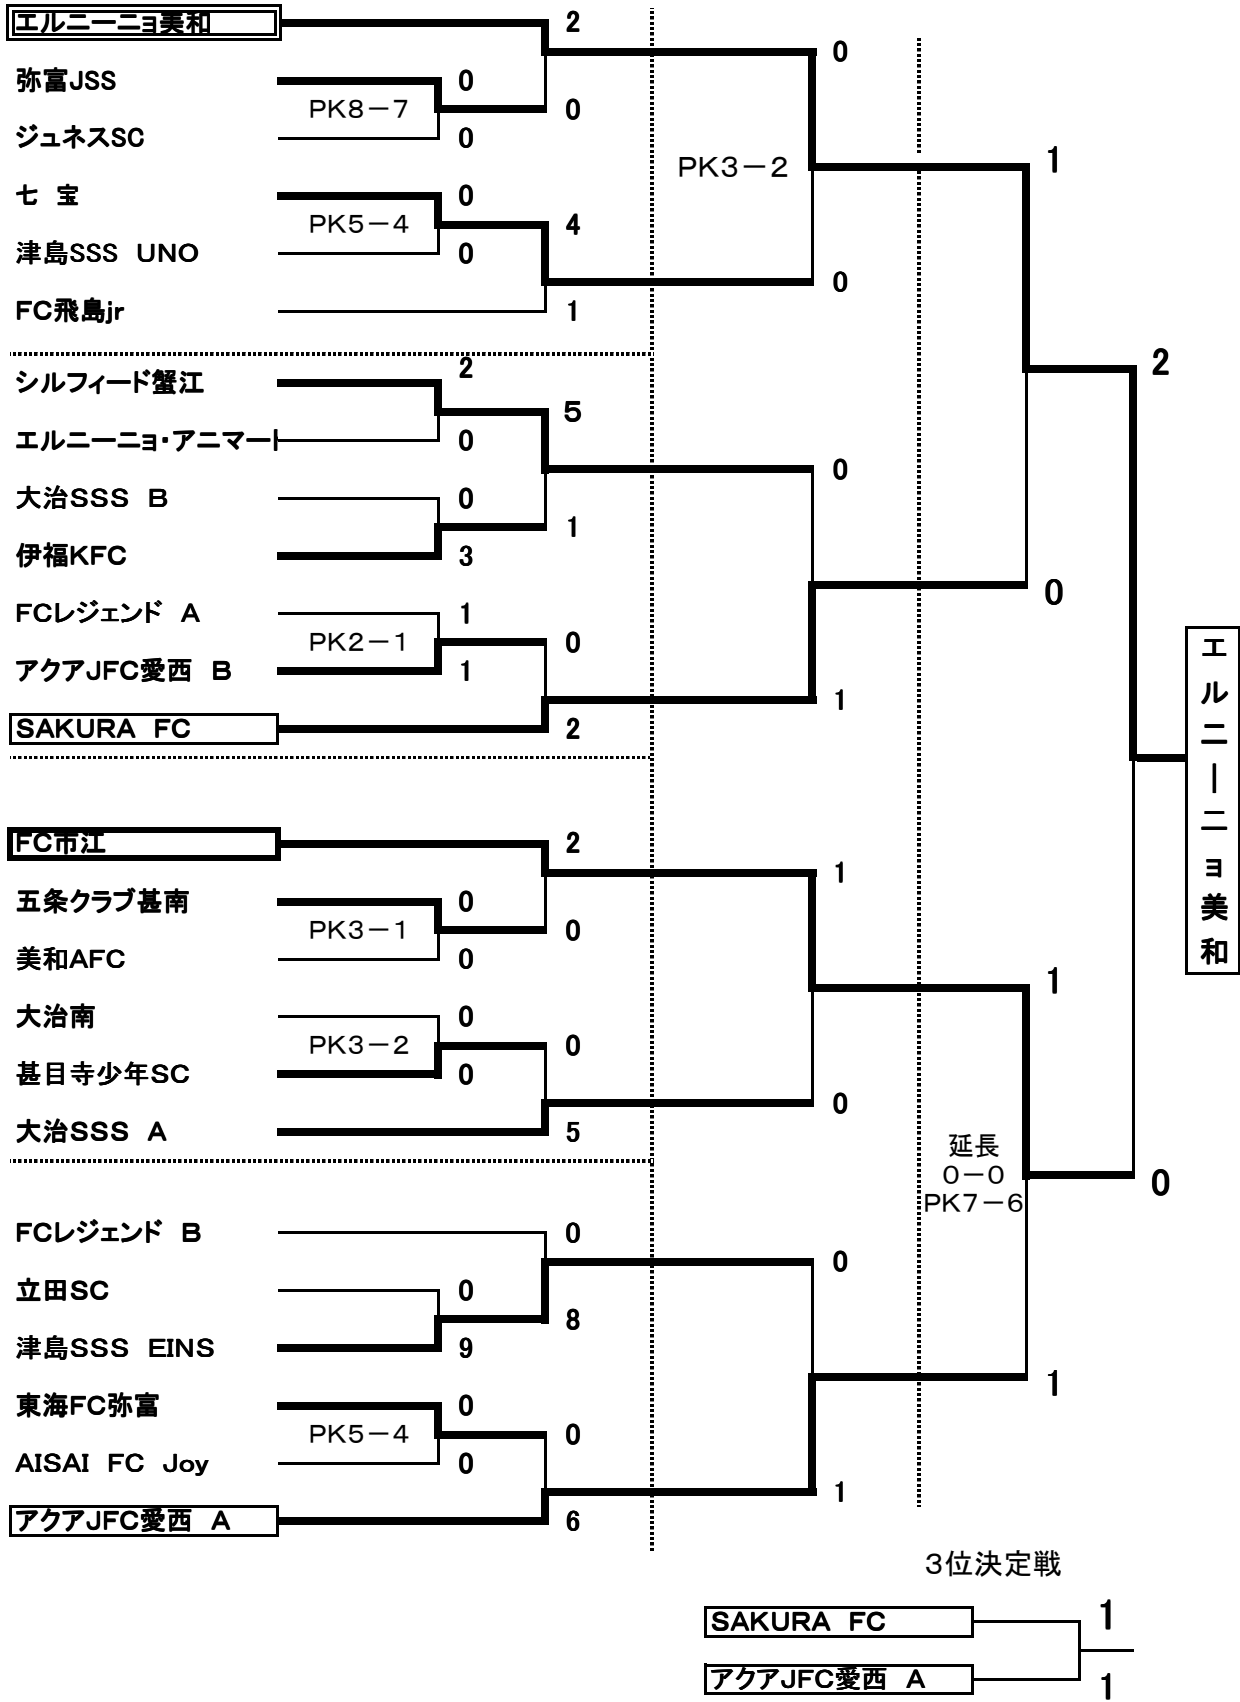 エルニーニョ美和
2
0
弥富JSS
0
PK8－7
0
ジュネスSC
0
1
PK3－2
七　宝
0
PK5－4
4
津島SSS　UNO
0
0
FC飛島jr
1
2
シルフィード蟹江
2
5
エルニーニョ・アニマー
0
0
大治SSS　B
0
1
伊福KFC
3
0
FCレジェンド　A
1
PK2－1
0
アクアJFC愛西　B
1
1
SAKURA　FC
2
エルニーニョ美和
FC市江
2
1
五条クラブ甚南
0
PK3－1
0
美和AFC
0
1
大治南
0
PK3－2
0
甚目寺少年SC
0
0
大治SSS　A
5
延長
0－0
PK7－6
0
FCレジェンド　B
0
0
立田SC
0
8
津島SSS　EINS
9
1
東海FC弥富
0
PK5－4
0
AISAI　FC　Joy
0
1
アクアJFC愛西　A
6
3位決定戦
SAKURA　FC
1
アクアJFC愛西　A
1